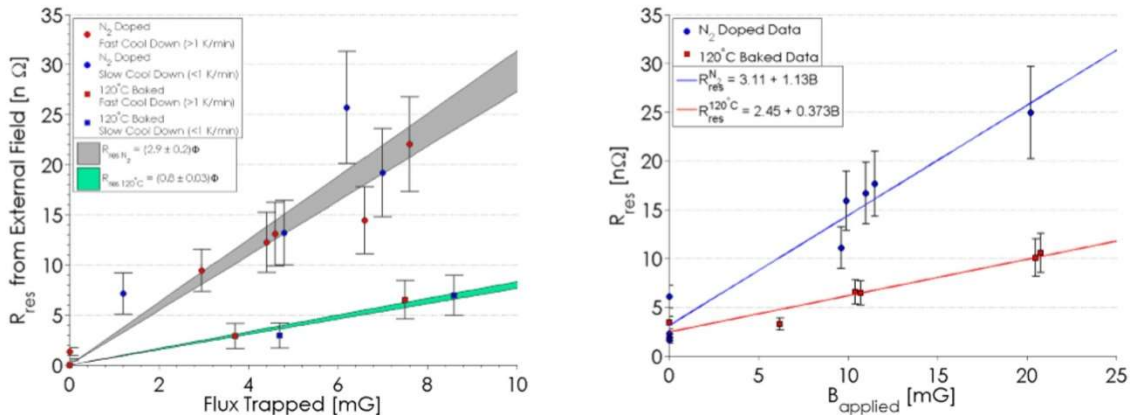 R_res from External Field [n Ω]
35
30
25
20
15
10
5
0
N₂ Doped
Fast Cool Down (>1 K/min)
N₂ Doped
Slow Cool Down (<1 K/min)
120°C Baked
Fast Cool Down (>1 K/min)
120°C Baked
Slow Cool Down (<1 K/min)
R_res N₂ = (2.9 ± 0.2)Φ
R_res 120°C = (0.8 ± 0.03)Φ
0 2 4 6 8 10
Flux Trapped [mG]
R_res [nΩ]
35
30
25
20
15
10
5
0
N₂ Doped Data
120°C Baked Data
R_res^N₂ = 3.11 + 1.13B
R_res^120°C = 2.45 + 0.373B
0 5 10 15 20 25
B_applied [mG]